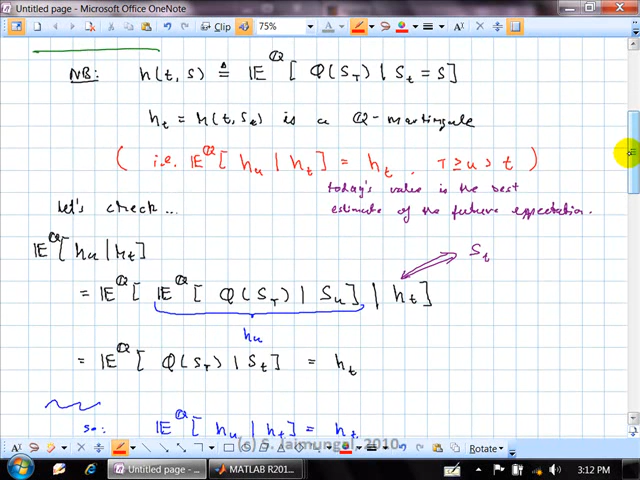 Untitled page - Microsoft Office OneNote
Clip 75%
NB: h(t,s) ≜ 𝔼^ℚ[ φ(S_T) | S_t = S ]
h_t = h(t,S_t) is a ℚ-martingale
( i.e. 𝔼^ℚ[ h_u | h_t ] = h_t , T ≥ u > t )
today's value is the best
estimate of the future expectation.
Let's check ...
𝔼^ℚ[ h_u | h_t ]
S_t
= 𝔼^ℚ[ 𝔼^ℚ[ φ(S_T) | S_u ] | h_t ]
h_u
= 𝔼^ℚ[ φ(S_T) | S_t ] = h_t
so: 𝔼^ℚ[ h_u | h_t ] = h_t
(c) S. Jaimungal, 2010
Rotate
Untitled page - Micr... MATLAB R201... 3:12 PM